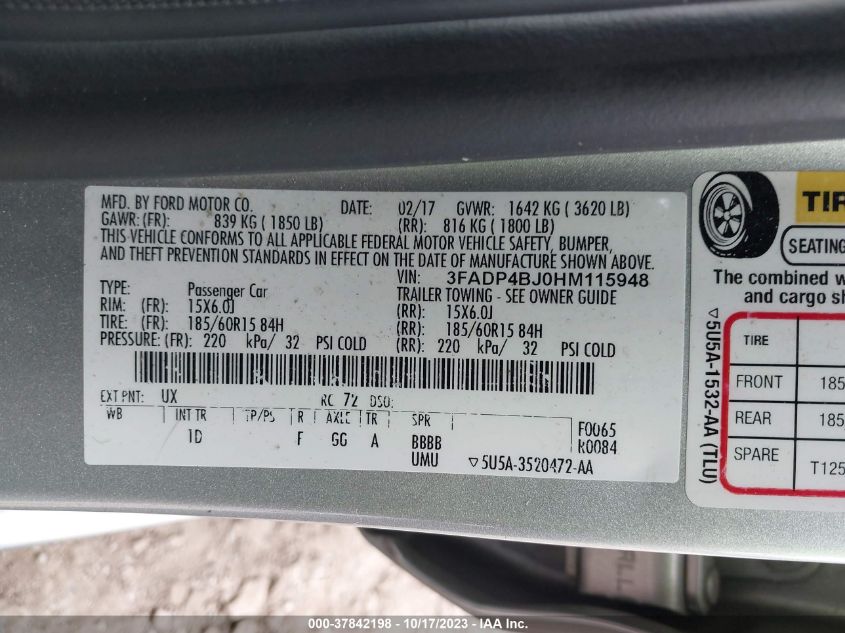 MFD. BY FORD MOTOR CO. DATE: 02/17 GVWR: 1642 KG ( 3620 LB)
GAWR: (FR): 839 KG ( 1850 LB) (RR): 816 KG ( 1800 LB)
THIS VEHICLE CONFORMS TO ALL APPLICABLE FEDERAL MOTOR VEHICLE SAFETY, BUMPER,
AND THEFT PREVENTION STANDARDS IN EFFECT ON THE DATE OF MANUFACTURE SHOWN ABOVE.
VIN: 3FADP4BJ0HM115948
TYPE: Passenger Car TRAILER TOWING - SEE OWNER GUIDE
RIM: (FR): 15X6.0J (RR): 15X6.0J
TIRE: (FR): 185/60R15 84H (RR): 185/60R15 84H
PRESSURE: (FR): 220 kPa/ 32 PSI COLD (RR): 220 kPa/ 32 PSI COLD
EXT PNT: UX RC: 72 DSO:
WB INT TR TP/PS R AXLE TR SPR F0065
1D F GG A BBBB R0084
UMU ▽5U5A-3520472-AA
TIR
SEATING
The combined w
and cargo sh
▽5U5A-1532-AA (TLU)
TIRE
FRONT 185
REAR 185
SPARE T125
000-37842198 - 10/17/2023 - IAAI